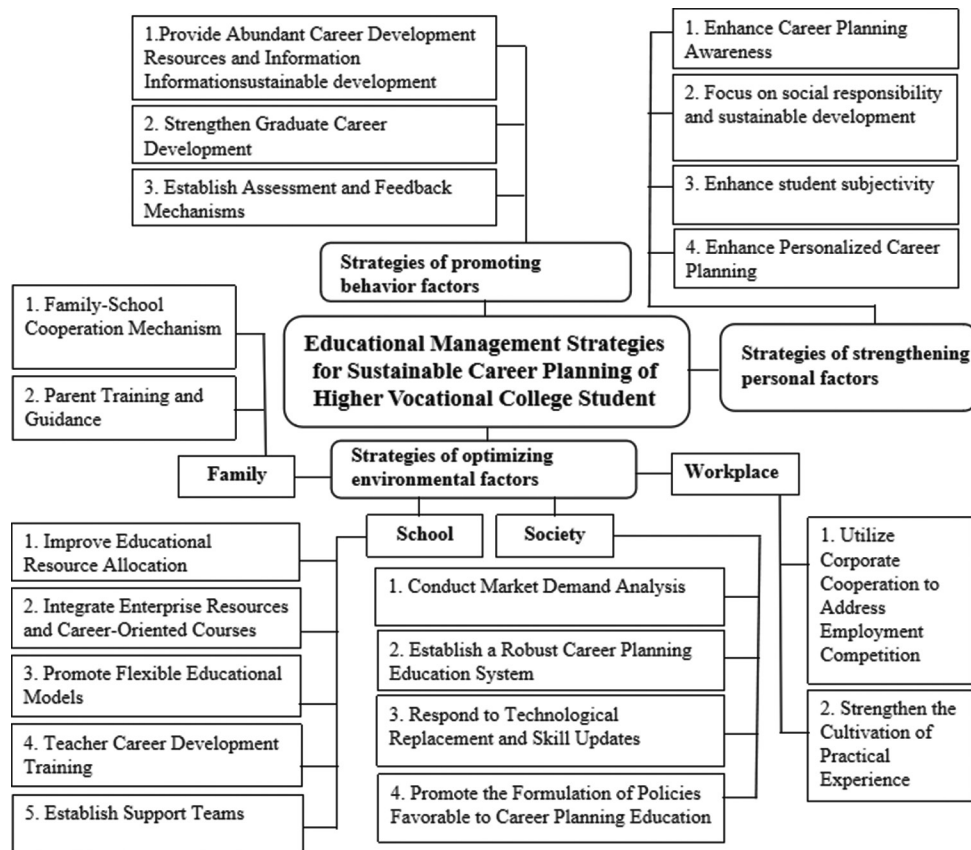 1.Provide Abundant Career Development
Resources and Information
Informationsustainable development
2. Strengthen Graduate Career
Development
3. Establish Assessment and Feedback
Mechanisms
1. Enhance Career Planning
Awareness
2. Focus on social responsibility
and sustainable development
3. Enhance student subjectivity
4. Enhance Personalized Career
Planning
Strategies of promoting
behavior factors
1. Family-School
Cooperation Mechanism
2. Parent Training and
Guidance
Educational Management Strategies
for Sustainable Career Planning of
Higher Vocational College Student
Strategies of strengthening
personal factors
Family
Strategies of optimizing
environmental factors
Workplace
School
Society
1. Improve Educational
Resource Allocation
2. Integrate Enterprise Resources
and Career-Oriented Courses
3. Promote Flexible Educational
Models
4. Teacher Career Development
Training
5. Establish Support Teams
1. Conduct Market Demand Analysis
2. Establish a Robust Career Planning
Education System
3. Respond to Technological
Replacement and Skill Updates
4. Promote the Formulation of Policies
Favorable to Career Planning Education
1. Utilize
Corporate
Cooperation to
Address
Employment
Competition
2. Strengthen the
Cultivation of
Practical
Experience